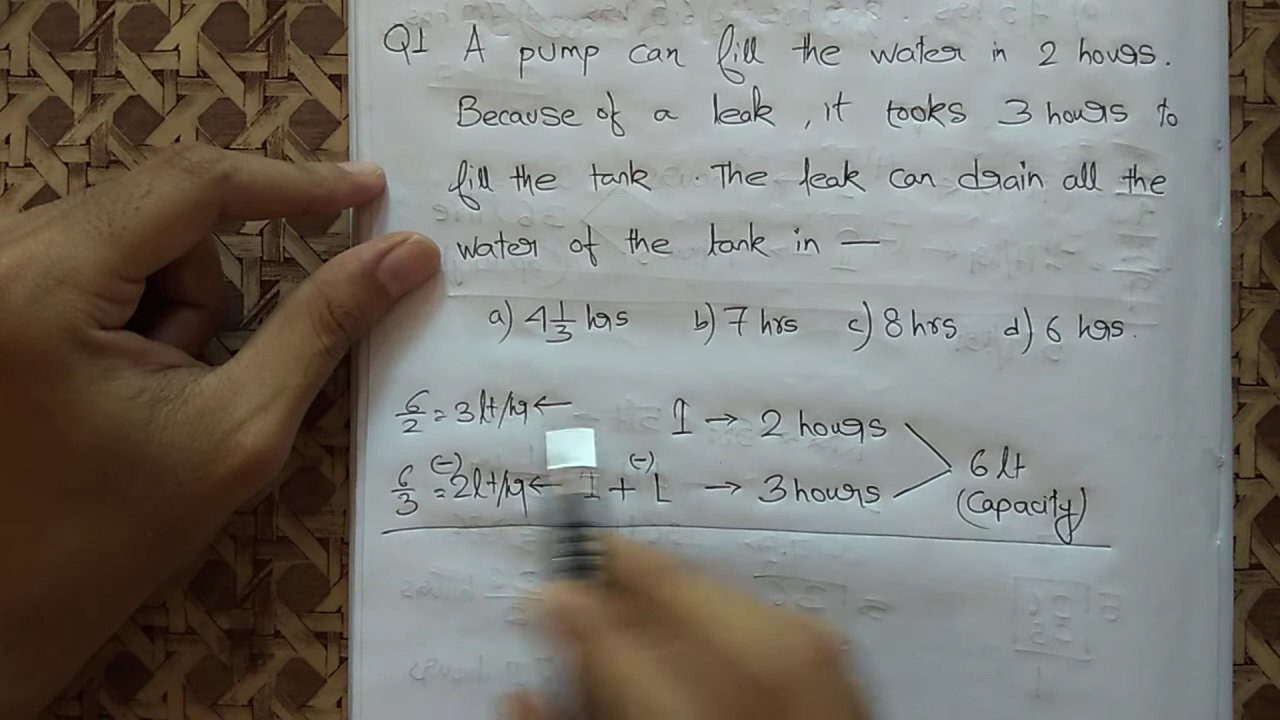 Q1 A pump can fill the water in 2 hours.
Because of a leak, it tooks 3 hours to
fill the tank. The leak can drain all the
water of the tank in —
a) 4 1/3 hrs b) 7 hrs c) 8 hrs d) 6 hrs.
6/2 = 3 lt/hr ← I → 2 hours
6/3 = 2 lt/hr ← I + L → 3 hours
(-) (-)
6 lt
(Capacity)